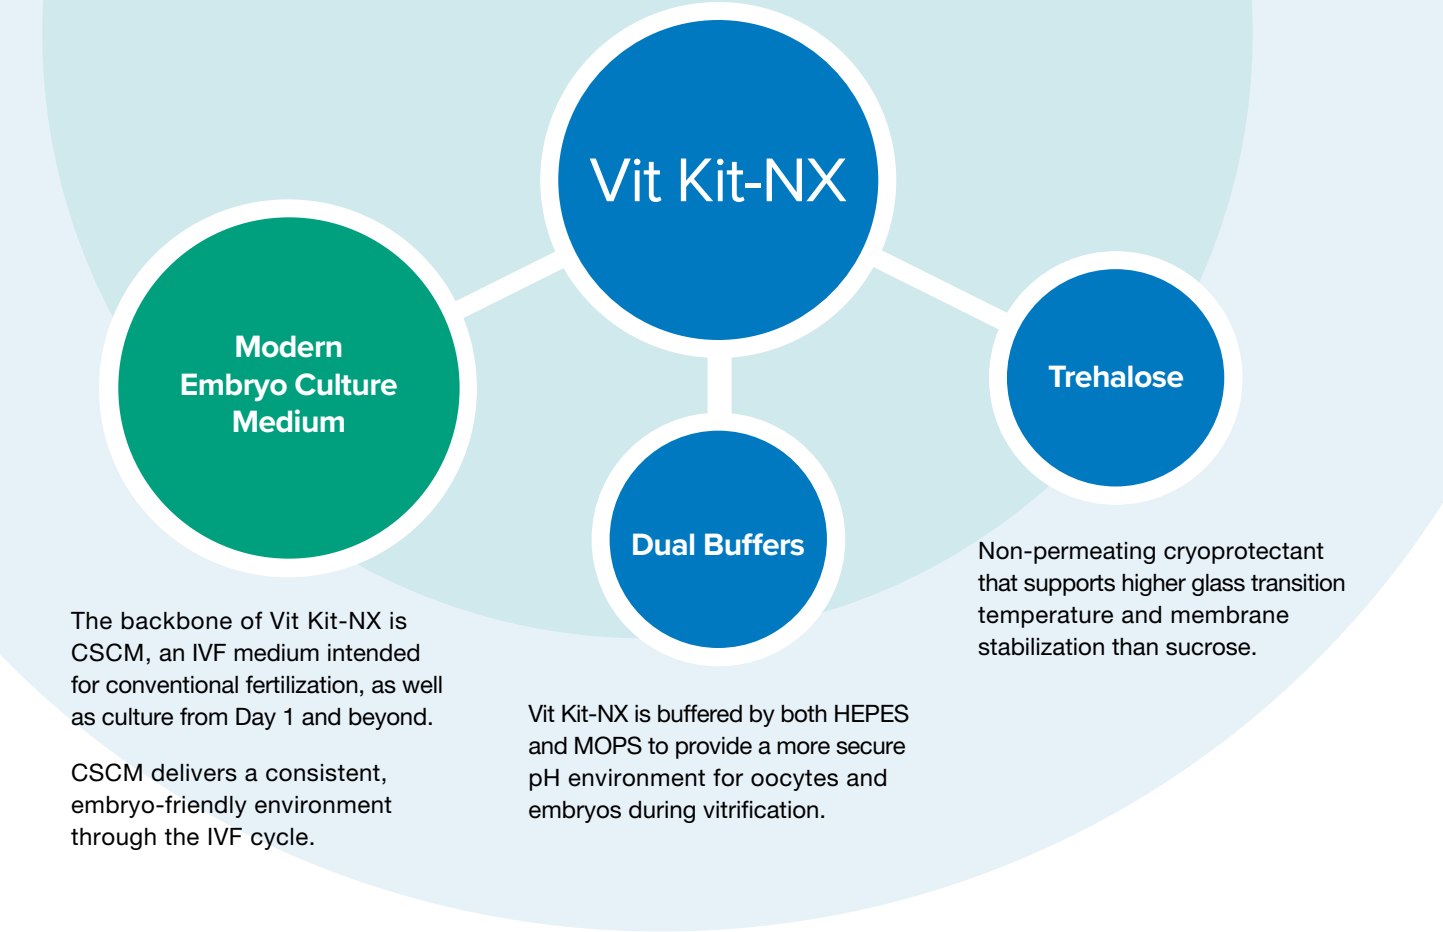 Vit Kit-NX
Modern
Embryo Culture
Medium
The backbone of Vit Kit-NX is
CSCM, an IVF medium intended
for conventional fertilization, as well
as culture from Day 1 and beyond.
CSCM delivers a consistent,
embryo-friendly environment
through the IVF cycle.
Dual Buffers
Vit Kit-NX is buffered by both HEPES
and MOPS to provide a more secure
pH environment for oocytes and
embryos during vitrification.
Trehalose
Non-permeating cryoprotectant
that supports higher glass transition
temperature and membrane
stabilization than sucrose.